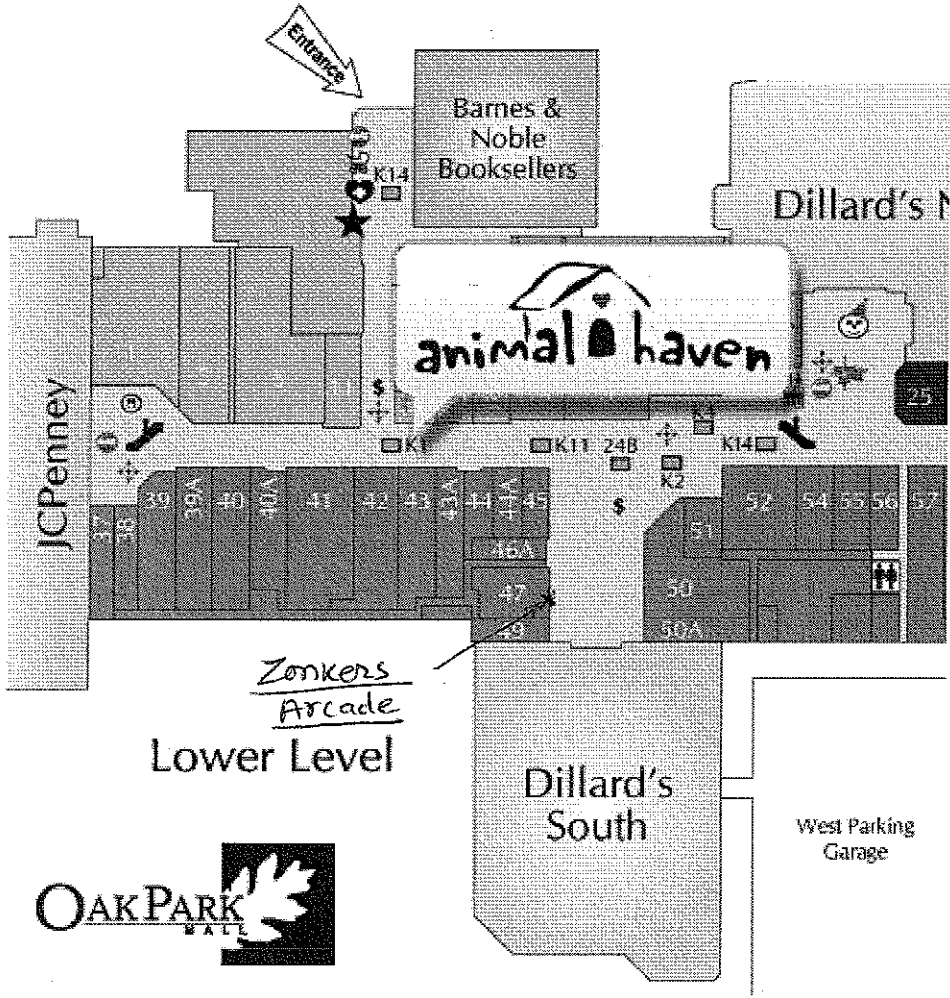 Entrance
Barnes &
Noble
Booksellers
K14
Dillard's N
animal haven
JCPenney
$
25
K1
K11
24B
K14
K2
$
37
38
39
39A
40
40A
41
42
43
43A
44
44A
45
46A
47
49
50
50A
51
52
54
55
56
57
Zonkers
Arcade
Lower Level
Dillard's
South
West Parking
Garage
OAK PARK
MALL